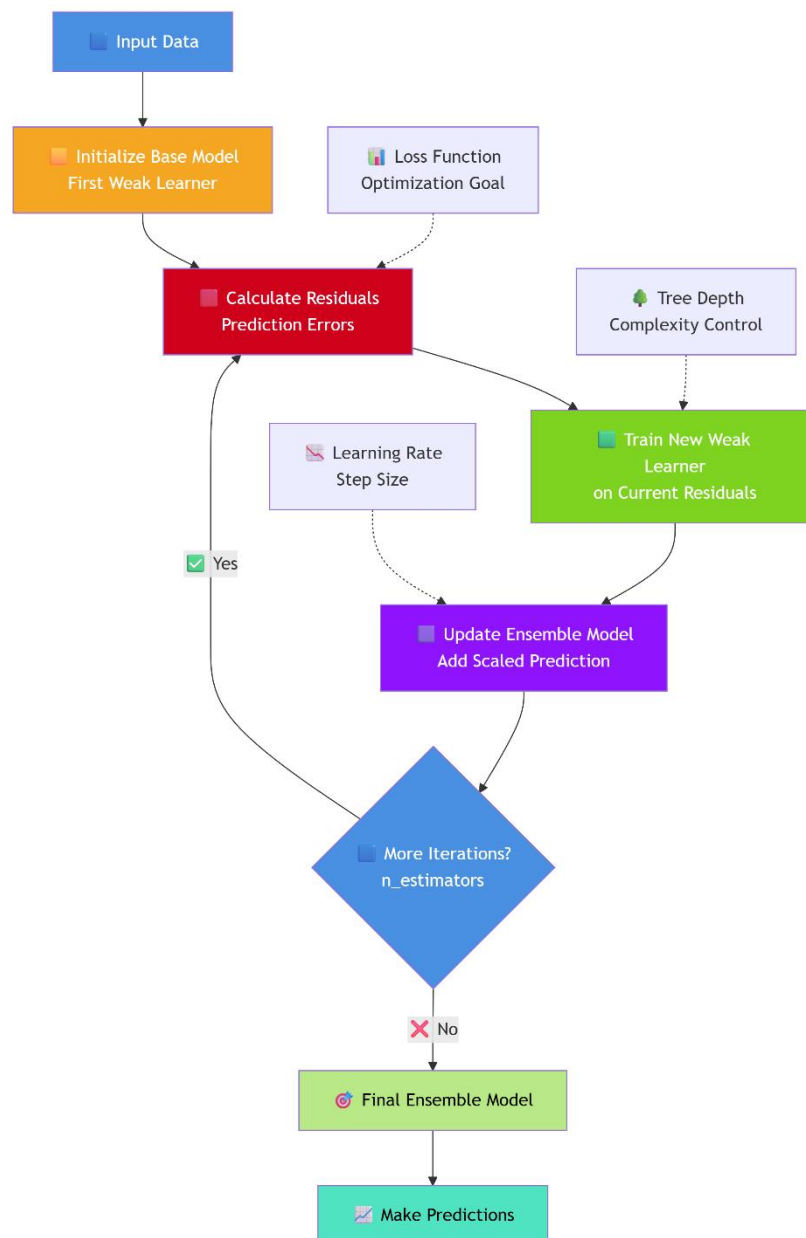 Input Data
Initialize Base Model
First Weak Learner
Loss Function
Optimization Goal
Calculate Residuals
Prediction Errors
Tree Depth
Complexity Control
Learning Rate
Step Size
Train New Weak
Learner
on Current Residuals
Yes
Update Ensemble Model
Add Scaled Prediction
More Iterations?
n_estimators
No
Final Ensemble Model
Make Predictions